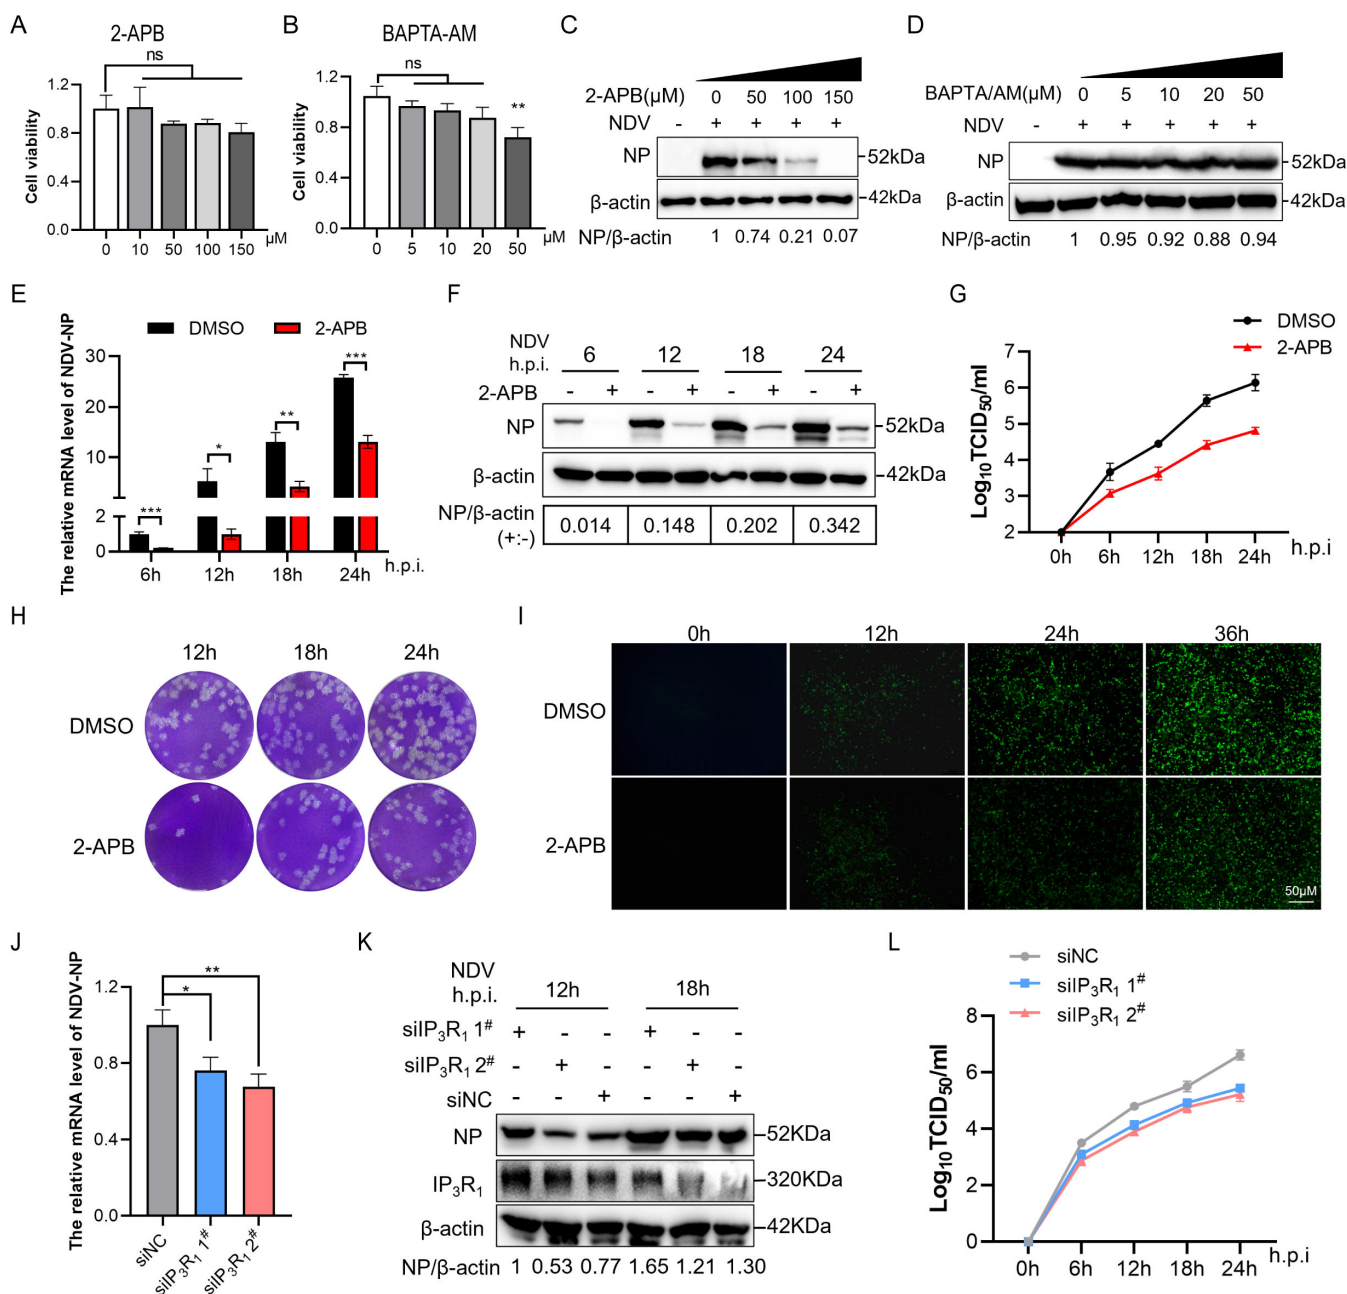 A
2-APB
ns
Cell viability
1.2
0.8
0.4
0.0
0 10 50 100 150 μM
B
BAPTA-AM
ns
**
Cell viability
1.2
0.8
0.4
0.0
0 5 10 20 50 μM
C
2-APB(μM) 0 50 100 150
NDV - + + + +
NP -52kDa
β-actin -42kDa
NP/β-actin 1 0.74 0.21 0.07
D
BAPTA/AM(μM) 0 5 10 20 50
NDV - + + + + +
NP -52kDa
β-actin -42kDa
NP/β-actin 1 0.95 0.92 0.88 0.94
E
DMSO 2-APB
The relative mRNA level of NDV-NP
30
20
10
2
0
*** * ** ***
6h 12h 18h 24h h.p.i.
F
NDV
h.p.i. 6 12 18 24
2-APB - + - + - + - +
NP -52kDa
β-actin -42kDa
NP/β-actin
(+:-) 0.014 0.148 0.202 0.342
G
DMSO
2-APB
Log₁₀TCID₅₀/ml
7
6
5
4
3
2
0h 6h 12h 18h 24h h.p.i
H
12h 18h 24h
DMSO
2-APB
I
0h 12h 24h 36h
DMSO
2-APB
50μM
J
The relative mRNA level of NDV-NP
**
*
1.2
0.8
0.4
0.0
siNC siIP₃R₁ 1# siIP₃R₁ 2#
K
NDV
h.p.i. 12h 18h
siIP₃R₁ 1# + - - + - -
siIP₃R₁ 2# - + - - + -
siNC - - + - - +
NP -52KDa
IP₃R₁ -320KDa
β-actin -42KDa
NP/β-actin 1 0.53 0.77 1.65 1.21 1.30
L
siNC
siIP₃R₁ 1#
siIP₃R₁ 2#
Log₁₀TCID₅₀/ml
8
6
4
2
0
0h 6h 12h 18h 24h h.p.i